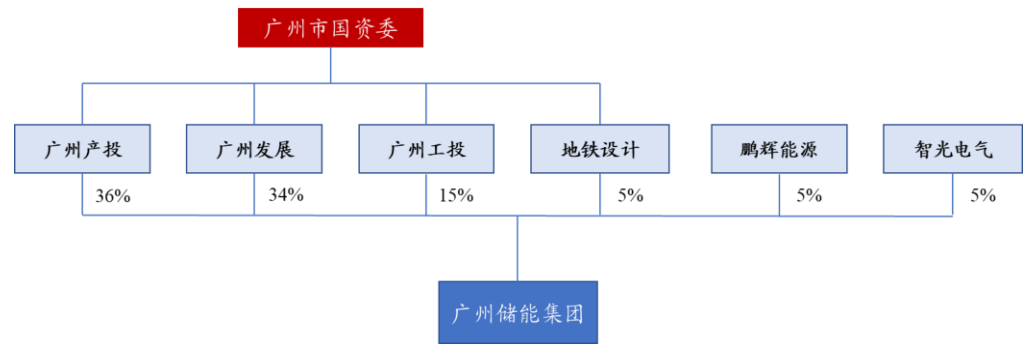 广州市国资委
广州产投
广州发展
广州工投
地铁设计
鹏辉能源
智光电气
36%
34%
15%
5%
5%
5%
广州储能集团